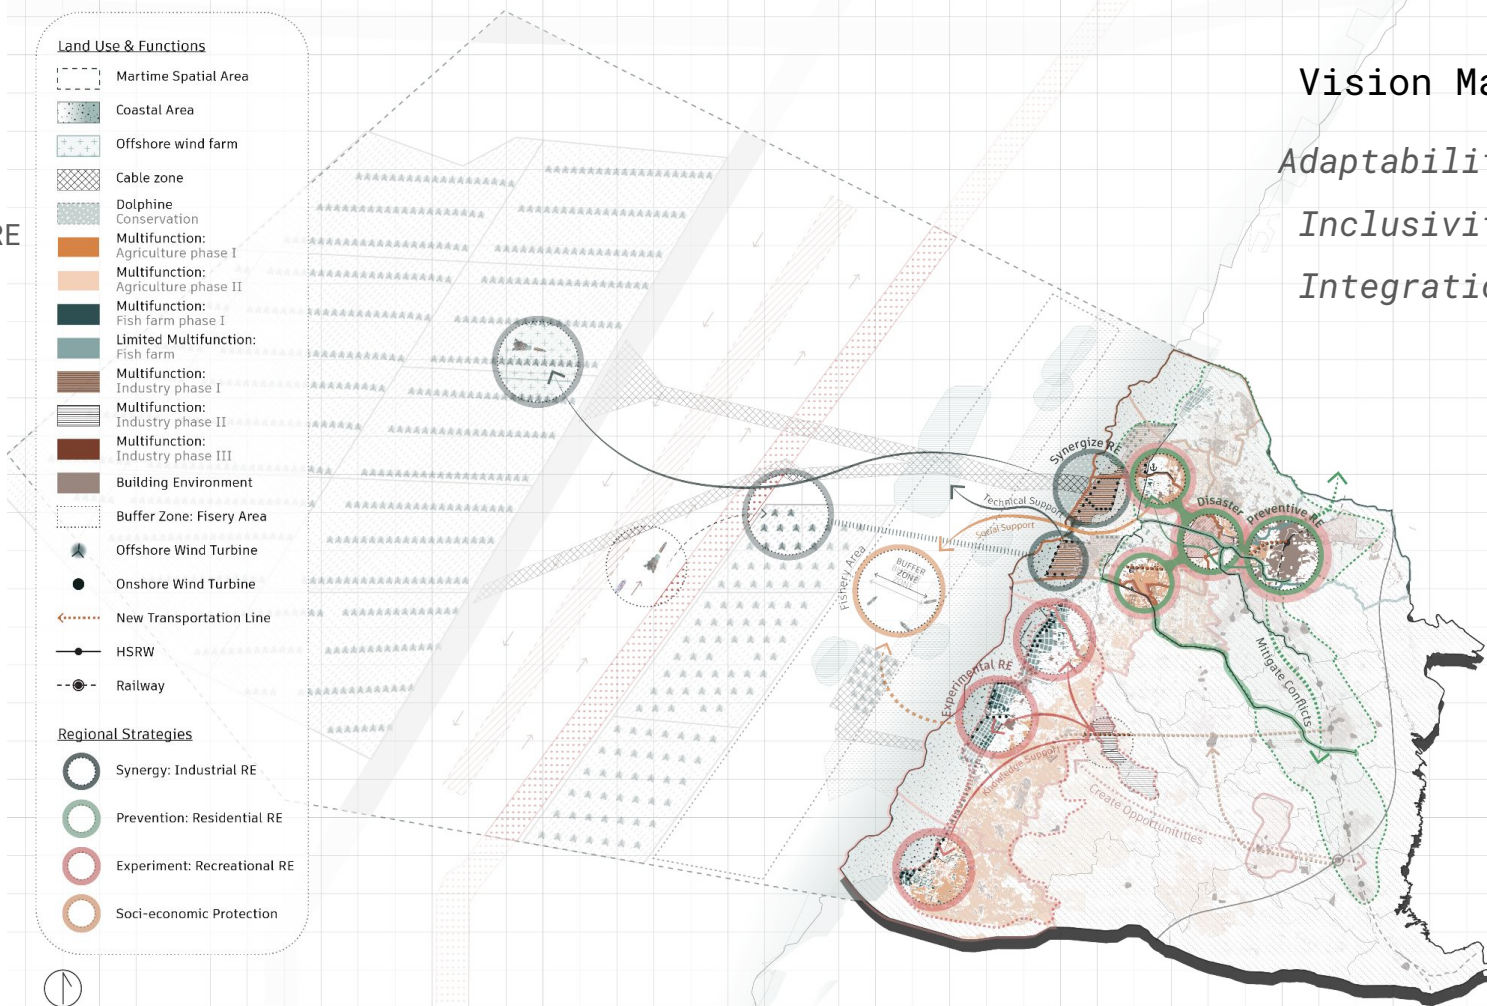 Land Use & Functions
Martime Spatial Area
Coastal Area
Offshore wind farm
Cable zone
Dolphine
Conservation
Multifunction:
Agriculture phase I
Multifunction:
Agriculture phase II
Multifunction:
Fish farm phase I
Limited Multifunction:
Fish farm
Multifunction:
Industry phase I
Multifunction:
Industry phase II
Multifunction:
Industry phase III
Building Environment
Buffer Zone: Fisery Area
Offshore Wind Turbine
Onshore Wind Turbine
New Transportation Line
HSRW
Railway
Regional Strategies
Synergy: Industrial RE
Prevention: Residential RE
Experiment: Recreational RE
Soci-economic Protection
RE
Vision Ma
Adaptabilit
Inclusivit
Integratio
Synergize RE
Technical Support
Social Support
Disaster Preventive RE
Fishery Area
BUFFER
ZONE
Experimental RE
Mitigate Conflicts
Knowledge Support
Create Opportunitities